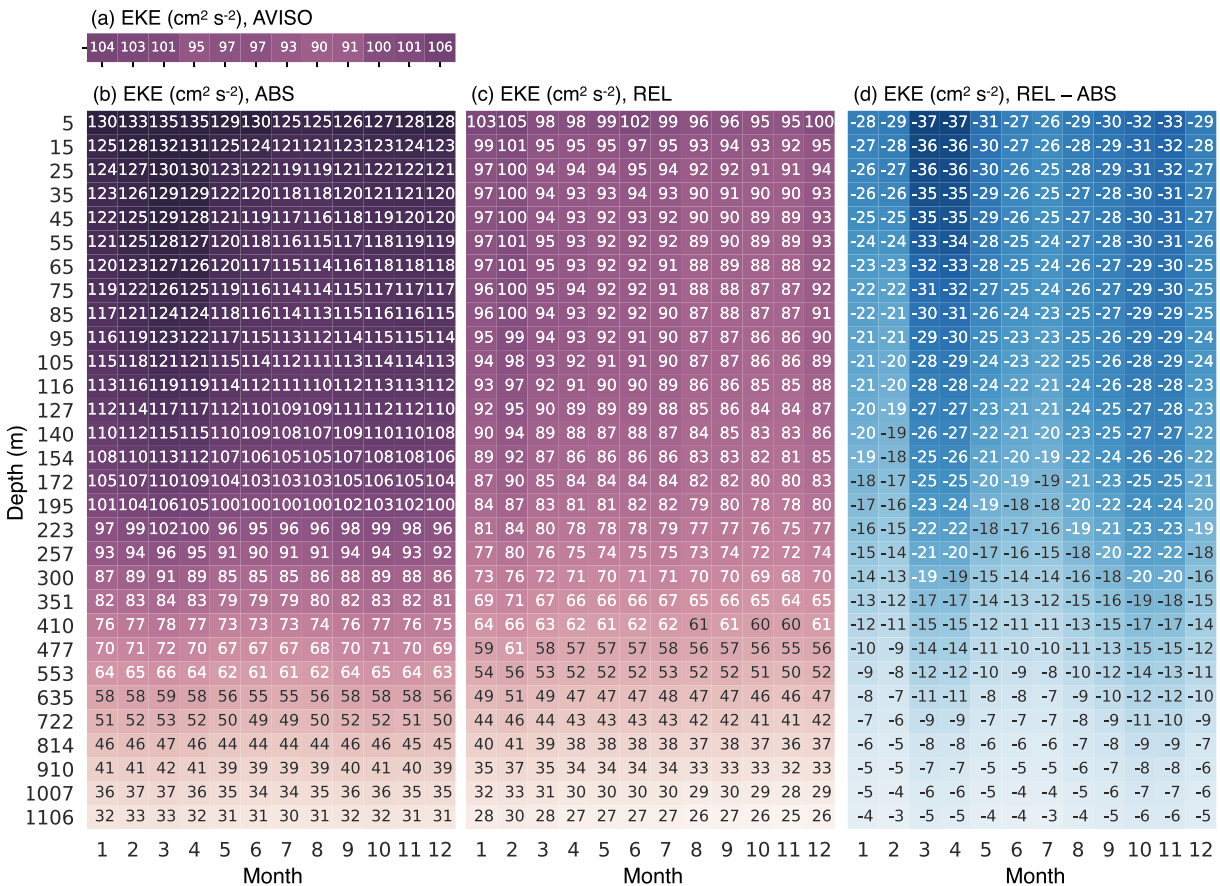 (a) EKE (cm² s⁻²), AVISO
104 103 101 95 97 97 93 90 91 100 101 106
(b) EKE (cm² s⁻²), ABS (c) EKE (cm² s⁻²), REL (d) EKE (cm² s⁻²), REL – ABS
5 130 133 135 135 129 130 125 125 126 127 128 128 103 105 98 98 99 102 99 96 96 95 95 100 -28 -29 -37 -37 -31 -27 -26 -29 -30 -32 -33 -29
15 125 128 132 131 124 123 121 121 123 123 124 123 99 101 95 95 95 97 95 93 94 93 92 95 -27 -28 -36 -36 -30 -27 -26 -28 -29 -31 -32 -28
25 124 127 130 130 123 122 119 119 121 122 122 121 97 100 94 94 94 95 94 92 92 91 91 94 -26 -27 -36 -36 -30 -27 -25 -28 -29 -31 -32 -27
35 123 126 129 129 122 120 118 118 120 121 121 120 97 100 94 93 93 94 93 90 91 90 90 93 -26 -26 -35 -35 -29 -26 -25 -27 -28 -30 -31 -27
45 122 125 129 128 121 119 117 116 118 119 120 120 97 100 94 93 92 93 92 90 90 89 89 93 -25 -25 -35 -35 -29 -26 -25 -27 -28 -30 -31 -27
55 121 125 128 127 120 118 116 115 117 118 119 119 97 101 95 93 92 92 92 89 90 89 89 93 -24 -24 -33 -34 -28 -25 -24 -27 -28 -30 -31 -26
65 120 123 127 126 120 117 115 114 116 118 118 118 97 101 95 93 92 92 91 88 89 88 88 92 -23 -23 -32 -33 -28 -25 -24 -26 -27 -29 -30 -25
75 119 122 126 125 119 116 114 114 115 117 117 117 96 100 95 94 92 92 91 88 88 87 87 92 -22 -22 -31 -32 -27 -25 -24 -26 -27 -29 -30 -25
85 117 121 124 124 118 116 114 113 115 116 116 115 96 100 94 94 92 92 90 87 88 87 87 91 -22 -21 -30 -31 -26 -24 -23 -26 -27 -29 -29 -25
95 116 119 123 122 117 115 113 112 114 115 115 114 95 99 94 93 92 91 90 87 87 86 86 90 -21 -21 -29 -30 -25 -23 -23 -25 -26 -28 -29 -24
105 115 118 121 121 115 114 112 111 113 114 114 113 94 98 93 92 91 91 90 87 87 86 86 89 -21 -20 -28 -29 -24 -23 -22 -25 -26 -28 -29 -24
116 113 116 119 119 114 112 111 110 112 113 113 112 93 97 92 91 90 90 89 86 86 85 85 88 -21 -20 -28 -28 -24 -22 -21 -24 -26 -28 -28 -24
127 112 114 117 117 112 110 109 109 111 112 112 110 92 95 90 89 89 89 88 85 86 84 84 87 -20 -19 -27 -27 -23 -21 -21 -24 -25 -27 -28 -23
140 110 112 115 115 110 109 108 107 109 110 110 108 90 94 89 88 87 88 87 84 85 83 83 86 -20 -19 -26 -27 -22 -21 -20 -23 -25 -27 -27 -22
154 108 110 113 112 107 106 105 105 107 108 108 106 89 92 87 86 86 86 86 83 83 82 81 85 -19 -18 -25 -26 -21 -20 -19 -22 -24 -26 -26 -22
172 105 107 110 109 104 103 103 103 105 106 105 104 87 90 85 84 84 84 84 82 82 80 80 83 -18 -17 -25 -25 -20 -19 -19 -21 -23 -25 -25 -21
195 101 104 106 105 100 100 100 100 102 103 102 100 84 87 83 81 81 82 82 79 80 78 78 80 -17 -16 -23 -24 -19 -18 -18 -20 -22 -24 -24 -20
223 97 99 102 100 96 95 96 96 98 99 98 96 81 84 80 78 78 78 79 77 77 76 75 77 -16 -15 -22 -22 -18 -17 -16 -19 -21 -23 -23 -19
257 93 94 96 95 91 90 91 91 94 94 93 92 77 80 76 75 74 75 75 73 74 72 72 74 -15 -14 -21 -20 -17 -16 -15 -18 -20 -22 -22 -18
300 87 89 91 89 85 85 85 86 88 89 88 86 73 76 72 71 70 71 71 70 70 69 68 70 -14 -13 -19 -19 -15 -14 -14 -16 -18 -20 -20 -16
351 82 83 84 83 79 79 79 80 82 83 82 81 69 71 67 66 66 66 67 65 66 65 64 65 -13 -12 -17 -17 -14 -13 -12 -15 -16 -19 -18 -15
410 76 77 78 77 73 73 73 74 76 77 76 75 64 66 63 62 61 62 62 61 61 60 60 61 -12 -11 -15 -15 -12 -12 -11 -13 -15 -17 -17 -14
477 70 71 72 70 67 67 67 68 70 71 70 69 59 61 58 57 57 57 58 56 57 56 55 56 -10 -9 -14 -14 -11 -10 -10 -11 -13 -15 -15 -12
553 64 65 66 64 62 61 61 62 64 65 64 63 54 56 53 52 52 52 53 52 52 51 50 52 -9 -8 -12 -12 -10 -9 -8 -10 -12 -14 -13 -11
635 58 58 59 58 56 55 55 56 58 58 58 56 49 51 49 47 47 47 48 47 47 46 46 47 -8 -7 -11 -11 -8 -8 -7 -9 -10 -12 -12 -10
722 51 52 53 52 50 49 49 50 52 52 51 50 44 46 44 43 43 43 43 42 42 41 41 42 -7 -6 -9 -9 -7 -7 -7 -8 -9 -11 -10 -9
814 46 46 47 46 44 44 44 44 46 46 45 45 40 41 39 38 38 38 38 37 38 37 36 37 -6 -5 -8 -8 -6 -6 -6 -7 -8 -9 -9 -7
910 41 41 42 41 39 39 39 39 40 41 40 39 35 37 35 34 34 34 34 33 33 33 32 33 -5 -5 -7 -7 -5 -5 -5 -6 -7 -8 -8 -6
1007 36 37 37 36 35 34 34 35 36 36 35 35 32 33 31 30 30 30 30 29 30 29 28 29 -5 -4 -6 -6 -5 -5 -4 -5 -6 -7 -7 -6
1106 32 33 33 32 31 31 30 31 32 32 31 31 28 30 28 27 27 27 27 26 27 26 25 26 -4 -3 -5 -5 -4 -4 -3 -4 -5 -6 -6 -5
Depth (m)
1 2 3 4 5 6 7 8 9 10 11 12 1 2 3 4 5 6 7 8 9 10 11 12 1 2 3 4 5 6 7 8 9 10 11 12
Month Month Month